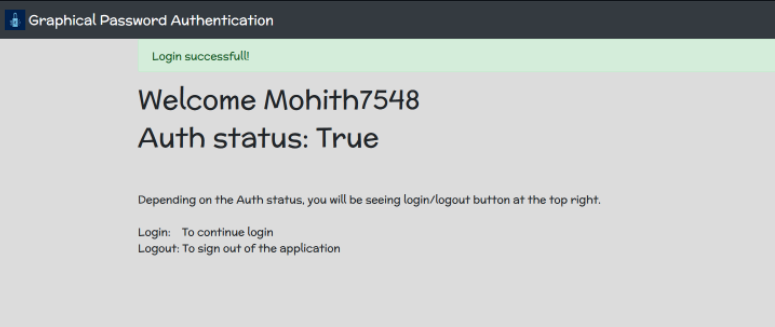 Graphical Password Authentication
Login successfull!
Welcome Mohith7548
Auth status: True
Depending on the Auth status, you will be seeing login/logout button at the top right.
Login: To continue login
Logout: To sign out of the application